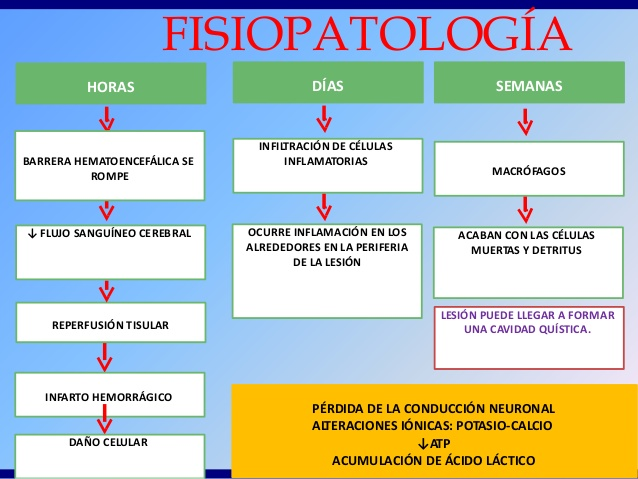 FISIOPATOLOGÍA
HORAS
BARRERA HEMATOENCEFÁLICA SE
ROMPE
↓ FLUJO SANGUÍNEO CEREBRAL
REPERFUSIÓN TISULAR
INFARTO HEMORRÁGICO
DAÑO CELULAR
DÍAS
INFILTRACIÓN DE CÉLULAS
INFLAMATORIAS
OCURRE INFLAMACIÓN EN LOS
ALREDEDORES EN LA PERIFERIA
DE LA LESIÓN
SEMANAS
MACRÓFAGOS
ACABAN CON LAS CÉLULAS
MUERTAS Y DETRITUS
LESIÓN PUEDE LLEGAR A FORMAR
UNA CAVIDAD QUÍSTICA.
PÉRDIDA DE LA CONDUCCIÓN NEURONAL
ALTERACIONES IÓNICAS: POTASIO-CALCIO
↓ATP
ACUMULACIÓN DE ÁCIDO LÁCTICO